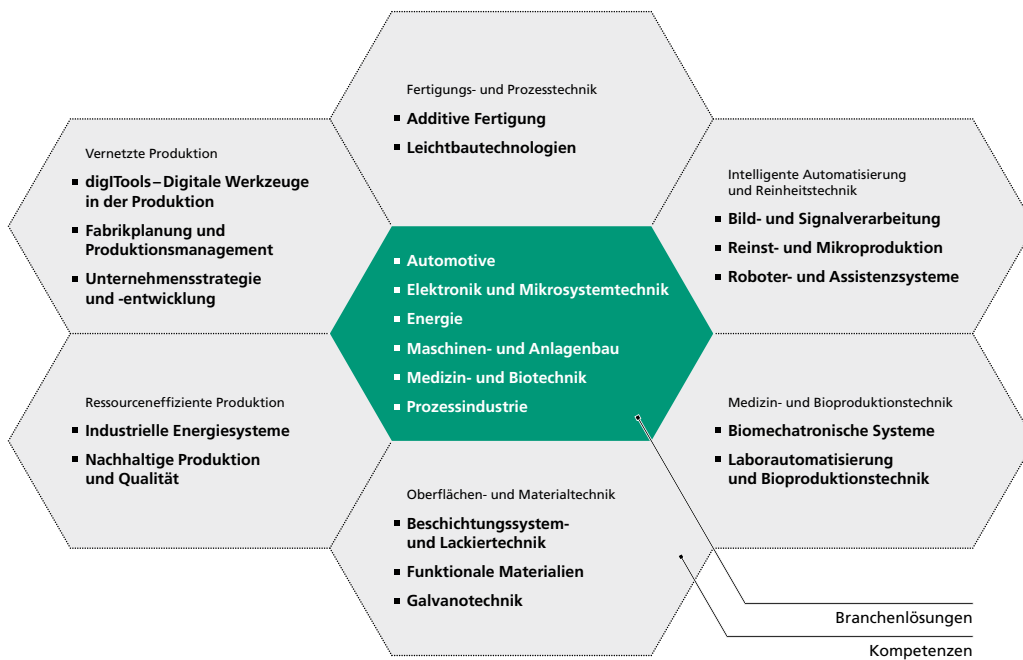 Fertigungs- und Prozesstechnik
Additive Fertigung
Leichtbautechnologien
Vernetzte Produktion
digITools – Digitale Werkzeuge
in der Produktion
Fabrikplanung und
Produktionsmanagement
Unternehmensstrategie
und -entwicklung
Intelligente Automatisierung
und Reinheitstechnik
Bild- und Signalverarbeitung
Reinst- und Mikroproduktion
Roboter- und Assistenzsysteme
Automotive
Elektronik und Mikrosystemtechnik
Energie
Maschinen- und Anlagenbau
Medizin- und Biotechnik
Prozessindustrie
Ressourceneffiziente Produktion
Industrielle Energiesysteme
Nachhaltige Produktion
und Qualität
Medizin- und Bioproduktionstechnik
Biomechatronische Systeme
Laborautomatisierung
und Bioproduktionstechnik
Oberflächen- und Materialtechnik
Beschichtungssystem-
und Lackiertechnik
Funktionale Materialien
Galvanotechnik
Branchenlösungen
Kompetenzen